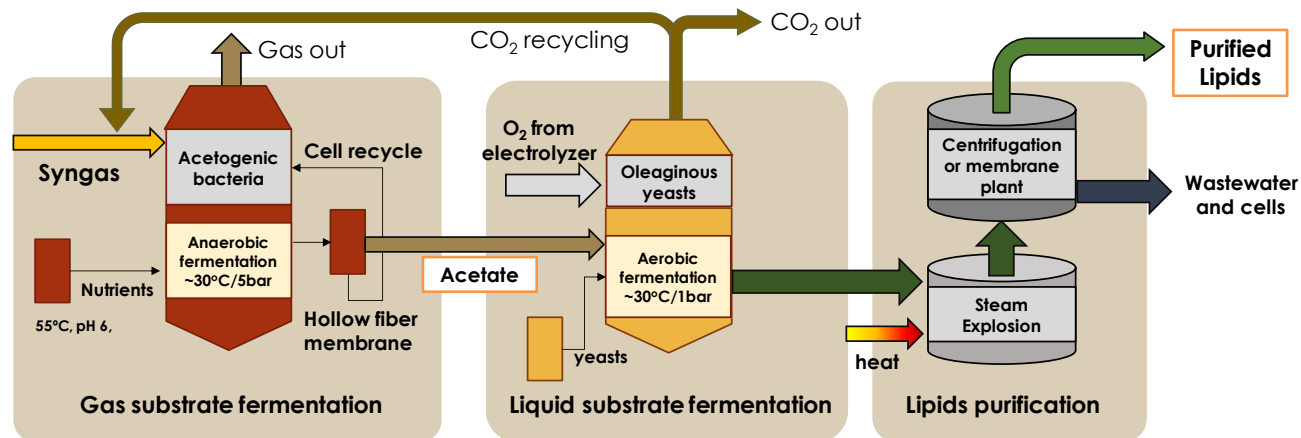 CO2 recycling
CO2 out
Gas out
Syngas
Acetogenic
bacteria
Cell recycle
Anaerobic
fermentation
~30°C/5bar
Nutrients
55°C, pH 6,
Hollow fiber
membrane
Gas substrate fermentation
Acetate
O2 from
electrolyzer
Oleaginous
yeasts
Aerobic
fermentation
~30°C/1bar
yeasts
Liquid substrate fermentation
Purified
Lipids
Centrifugation
or membrane
plant
Wastewater
and cells
Steam
Explosion
heat
Lipids purification